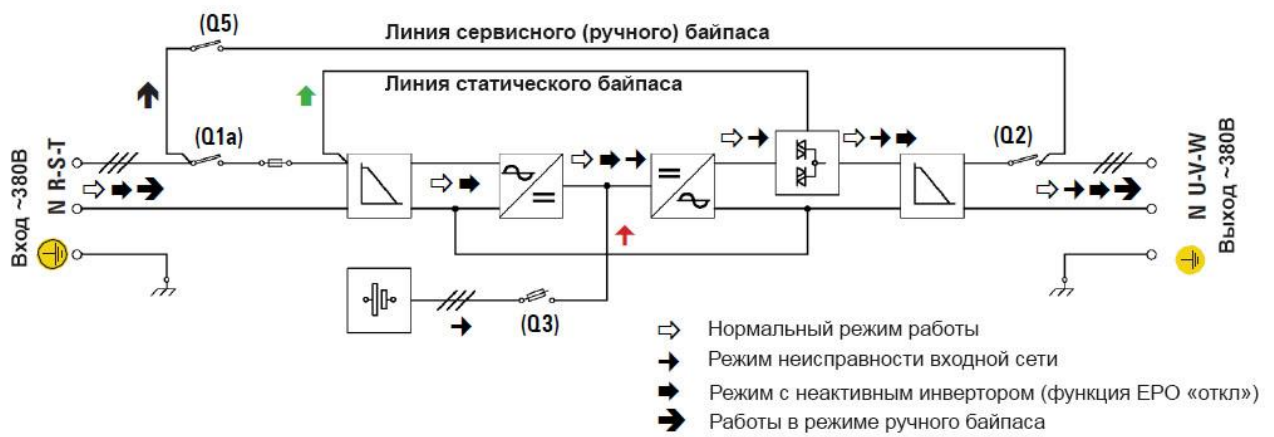 (Q5)
Линия сервисного (ручного) байпаса
Линия статического байпаса
(Q1a)
(Q2)
Вход ~380В
N R-S-T
N U-V-W
Выход ~380В
(Q3)
Нормальный режим работы
Режим неисправности входной сети
Режим с неактивным инвертором (функция EPO «откл»)
Работы в режиме ручного байпаса